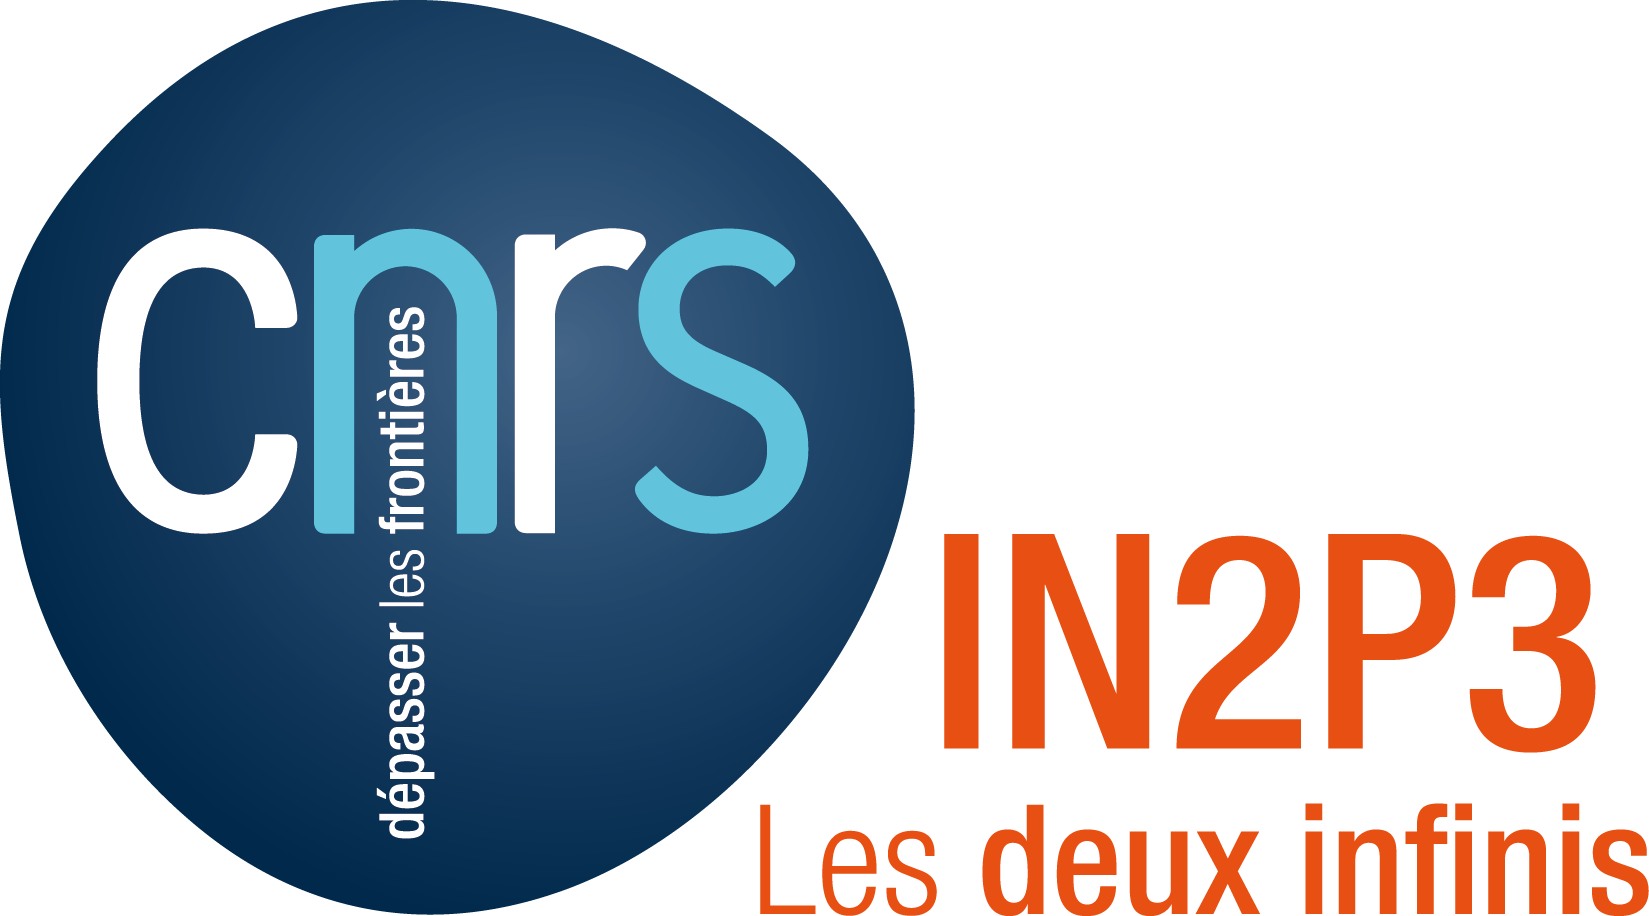 cnrs
dépasser les frontières
IN2P3
Les deux infinis